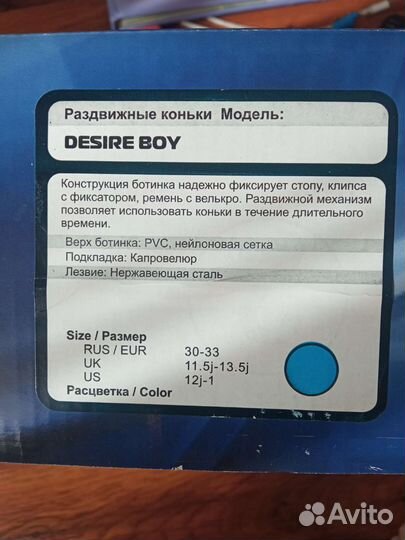 Раздвижные коньки Модель:
DESIRE BOY
Конструкция ботинка надежно фиксирует стопу, клипса
с фиксатором, ремень с велькро. Раздвижной механизм
позволяет использовать коньки в течение длительного
времени.
Верх ботинка: PVC, нейлоновая сетка
Подкладка: Капровелюр
Лезвие: Нержавеющая сталь
Size / Размер
RUS / EUR 30-33
UK 11.5j-13.5j
US 12j-1
Расцветка / Color
Avito